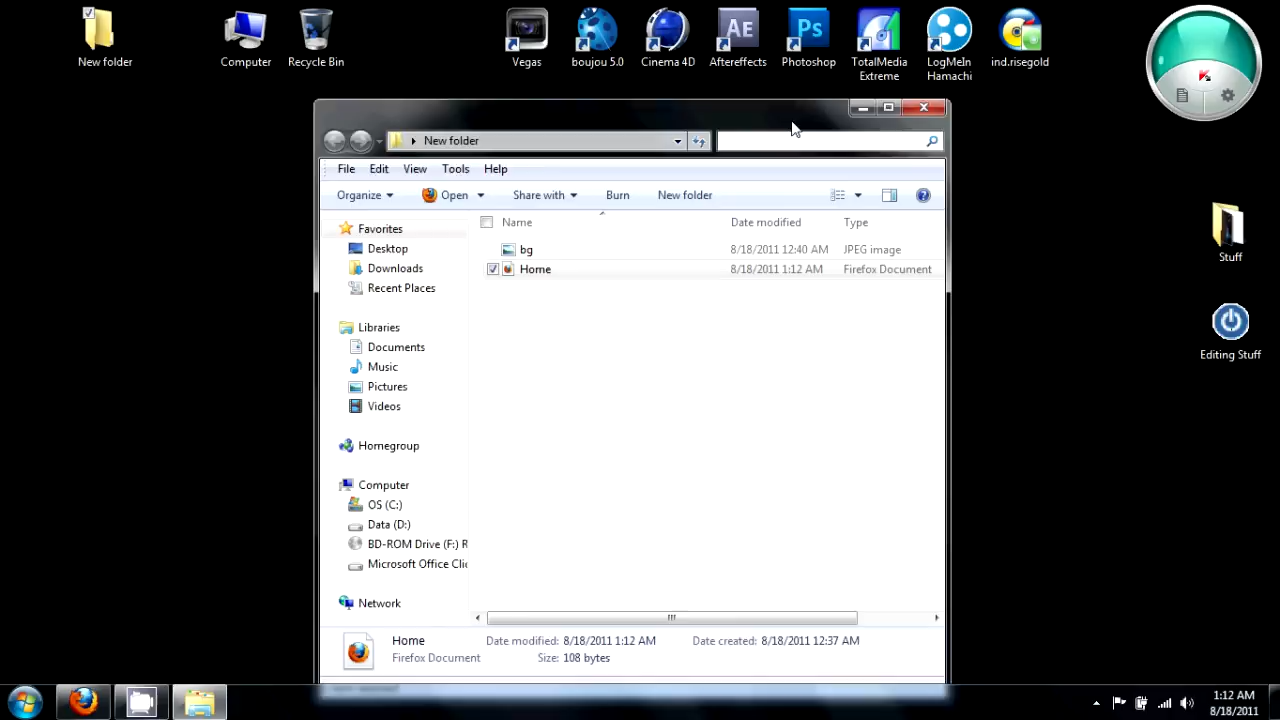 New folder
Computer
Recycle Bin
Vegas
boujou 5.0
Cinema 4D
Aftereffects
Photoshop
TotalMedia
Extreme
LogMeIn
Hamachi
ind.risegold
AE
Ps
New folder
File Edit View Tools Help
Organize Open Share with Burn New folder
Name Date modified Type
Favorites
Desktop
Downloads
Recent Places
Libraries
Documents
Music
Pictures
Videos
Homegroup
Computer
OS (C:)
Data (D:)
BD-ROM Drive (F:) R
Microsoft Office Clic
Network
bg 8/18/2011 12:40 AM JPEG image
Home 8/18/2011 1:12 AM Firefox Document
Home Date modified: 8/18/2011 1:12 AM Date created: 8/18/2011 12:37 AM
Firefox Document Size: 108 bytes
Stuff
Editing Stuff
1:12 AM
8/18/2011